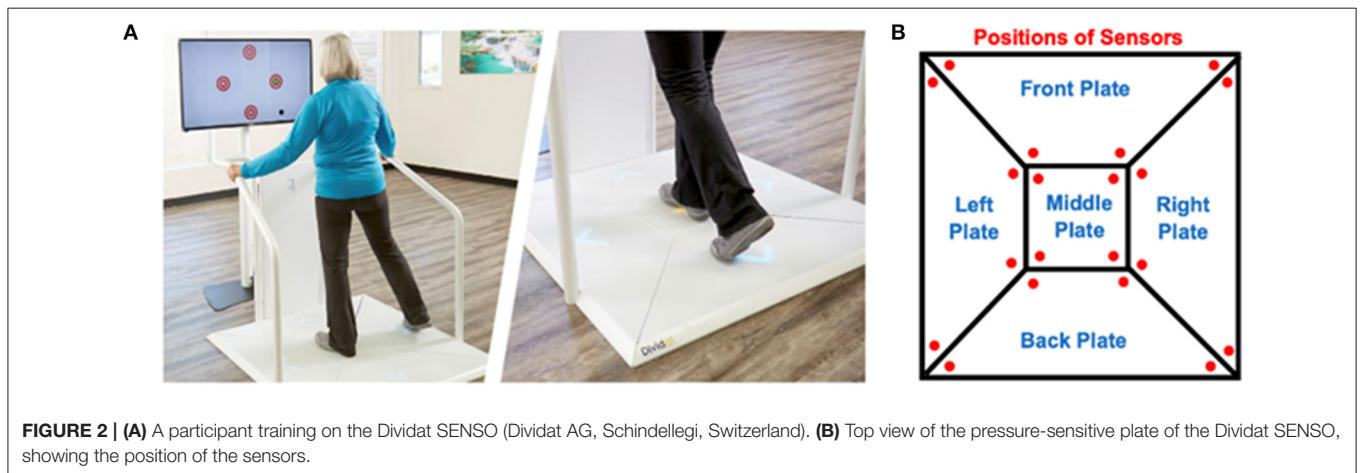 A
Divid
B
Positions of Sensors
Front Plate
Left
Plate
Middle
Plate
Right
Plate
Back Plate
FIGURE 2 | (A) A participant training on the Dividat SENSO (Dividat AG, Schindellegi, Switzerland). (B) Top view of the pressure-sensitive plate of the Dividat SENSO,
showing the position of the sensors.